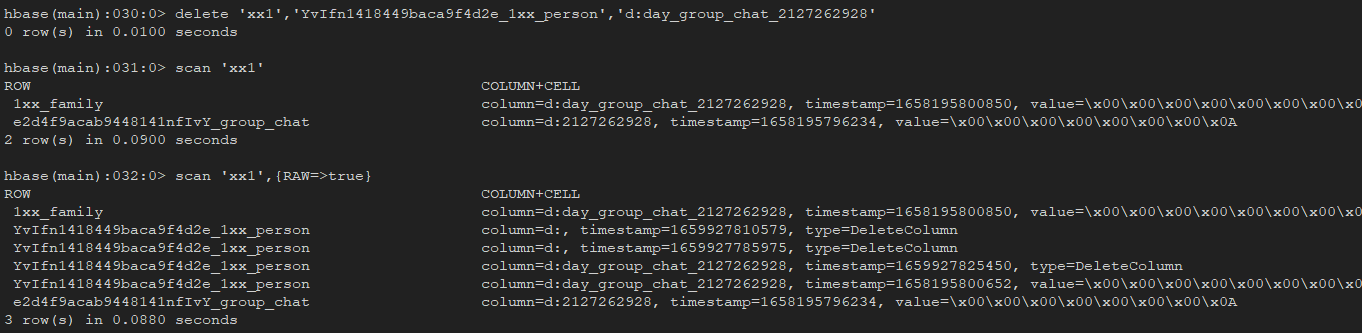 hbase(main):030:0> delete 'xx1','YvIfn1418449baca9f4d2e_1xx_person','d:day_group_chat_2127262928'
0 row(s) in 0.0100 seconds
hbase(main):031:0> scan 'xx1'
ROW COLUMN+CELL
1xx_family column=d:day_group_chat_2127262928, timestamp=1658195800850, value=\x00\x00\x00\x00\x00\x00\x00\x0
e2d4f9acab9448141nfIvY_group_chat column=d:2127262928, timestamp=1658195796234, value=\x00\x00\x00\x00\x00\x00\x00\x0A
2 row(s) in 0.0900 seconds
hbase(main):032:0> scan 'xx1',{RAW=>true}
ROW COLUMN+CELL
1xx_family column=d:day_group_chat_2127262928, timestamp=1658195800850, value=\x00\x00\x00\x00\x00\x00\x00\x0
YvIfn1418449baca9f4d2e_1xx_person column=d:, timestamp=1659927810579, type=DeleteColumn
YvIfn1418449baca9f4d2e_1xx_person column=d:, timestamp=1659927785975, type=DeleteColumn
YvIfn1418449baca9f4d2e_1xx_person column=d:day_group_chat_2127262928, timestamp=1659927825450, type=DeleteColumn
YvIfn1418449baca9f4d2e_1xx_person column=d:day_group_chat_2127262928, timestamp=1658195800652, value=\x00\x00\x00\x00\x00\x00\x00\x0
e2d4f9acab9448141nfIvY_group_chat column=d:2127262928, timestamp=1658195796234, value=\x00\x00\x00\x00\x00\x00\x00\x0A
3 row(s) in 0.0880 seconds